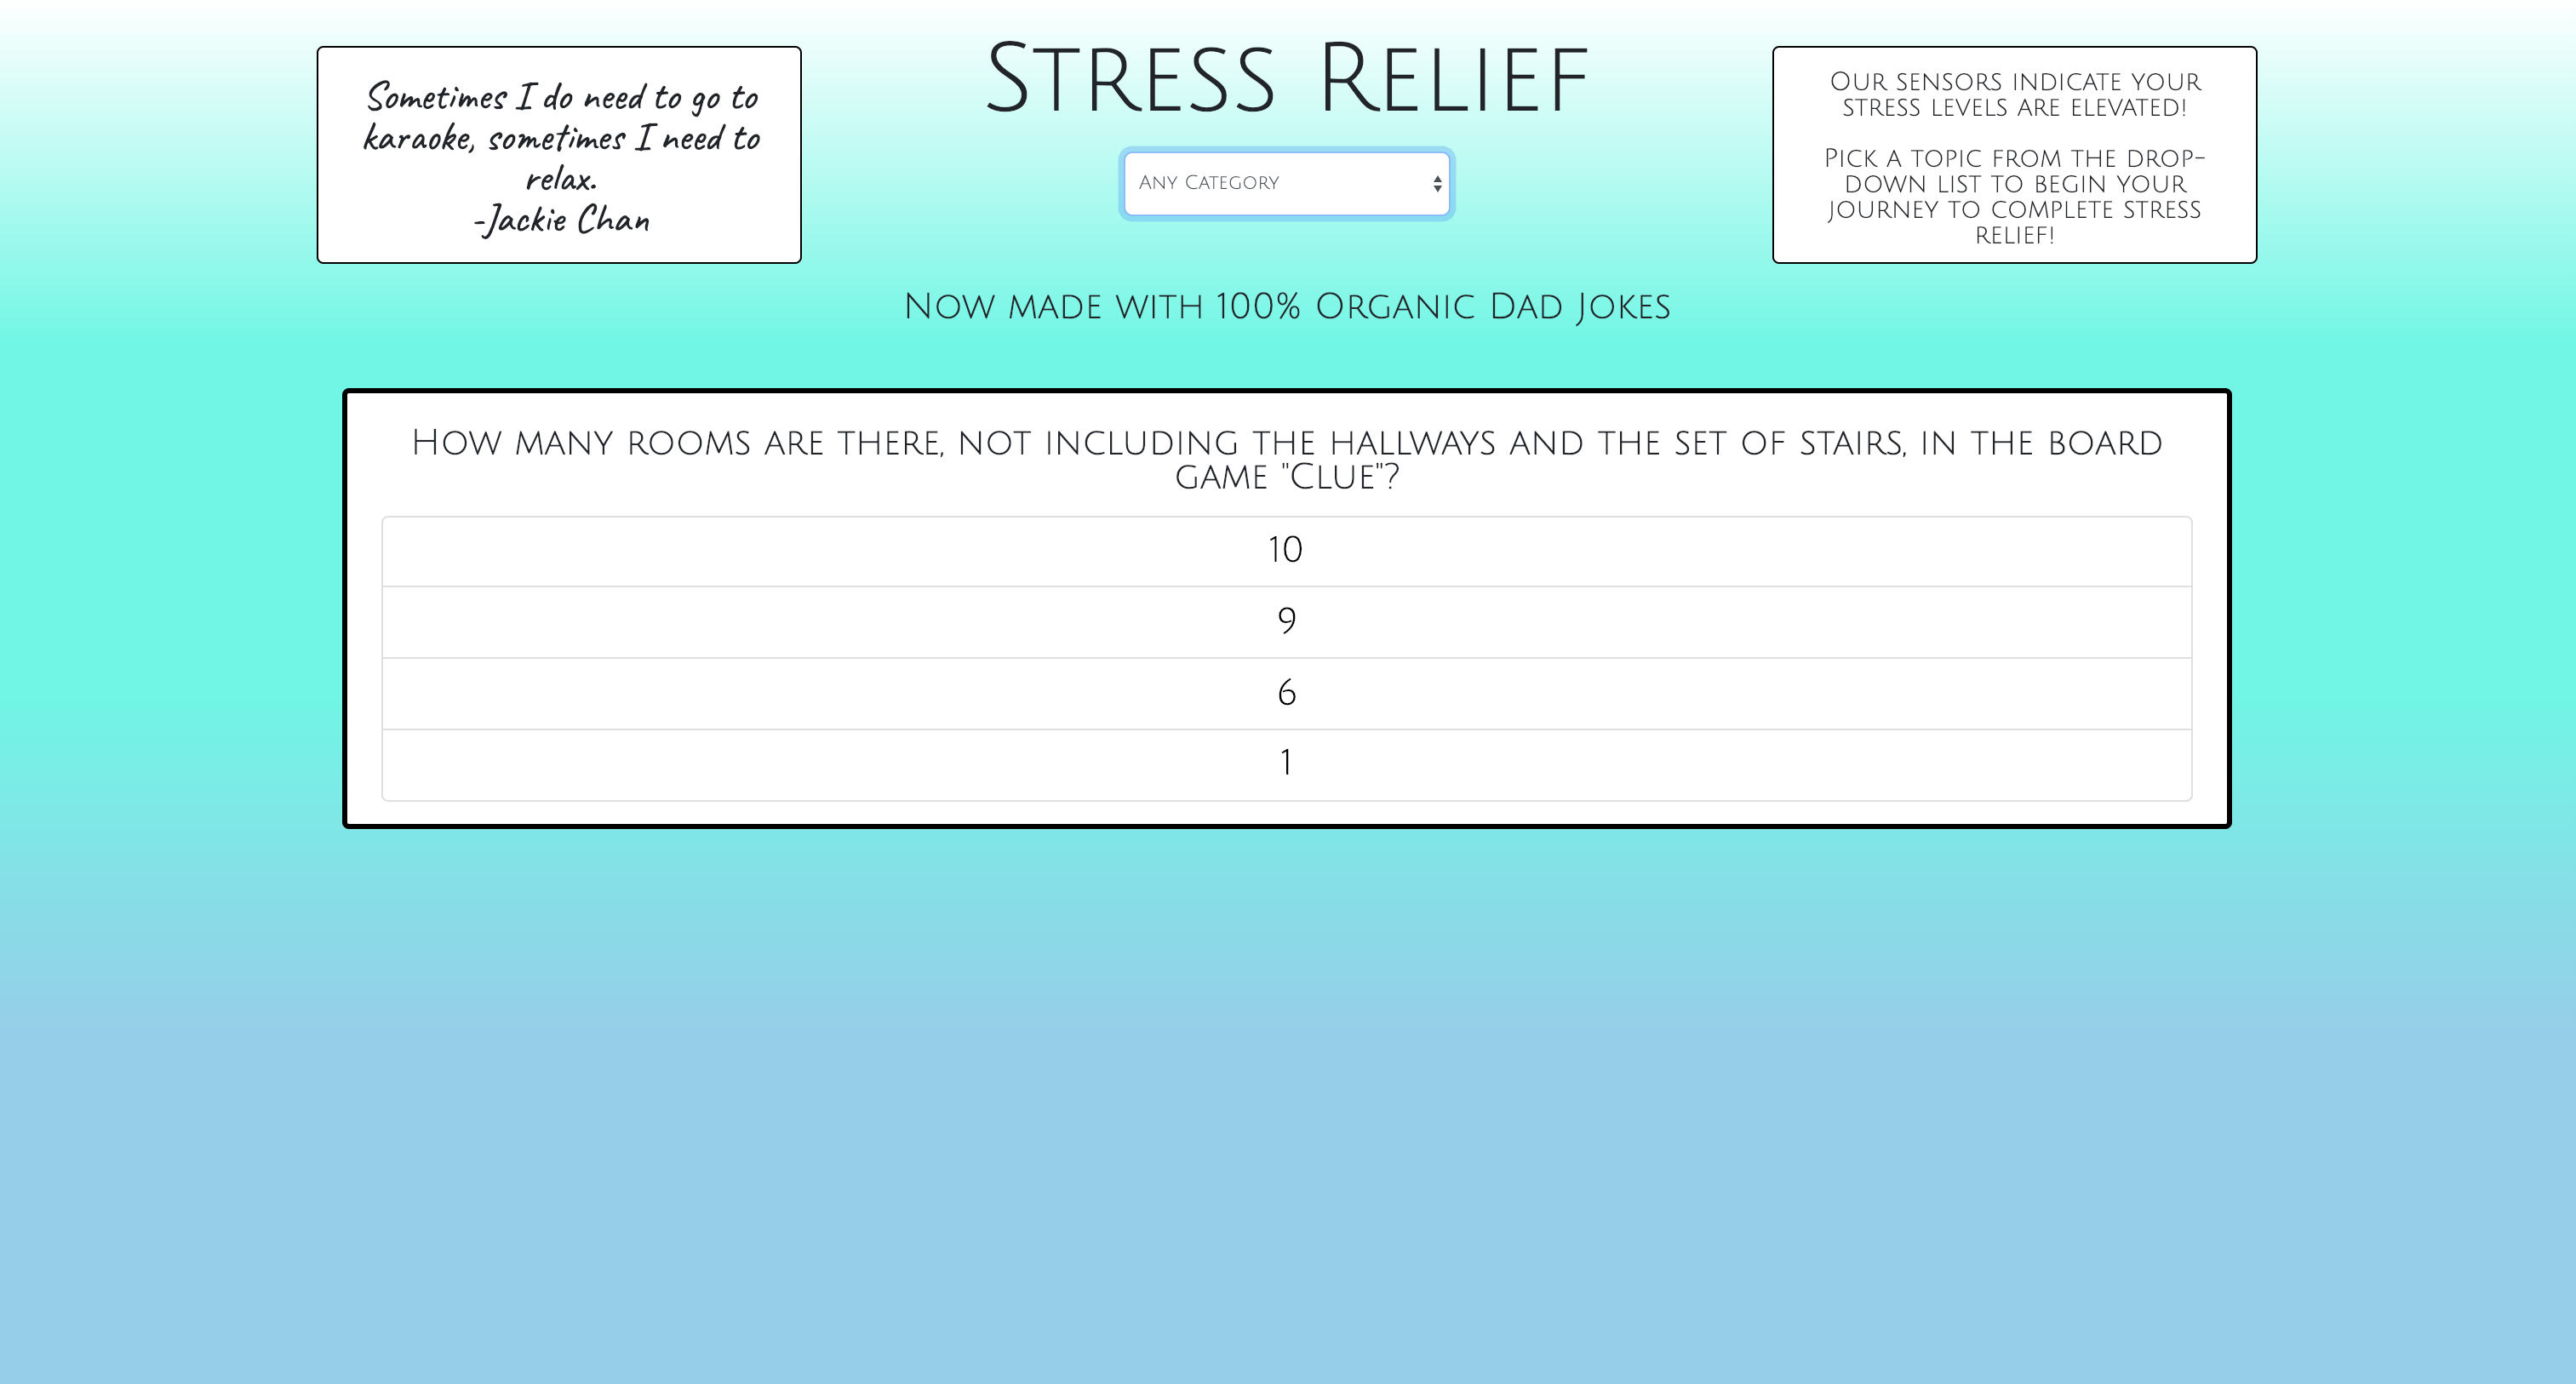 Sometimes I do need to go to
karaoke, sometimes I need to
relax.
-Jackie Chan
Stress Relief
Any Category
Our sensors indicate your
stress levels are elevated!
Pick a topic from the drop-
down list to begin your
journey to complete stress
relief!
Now made with 100% Organic Dad Jokes
How many rooms are there, not including the hallways and the set of stairs, in the board
game "Clue"?
10
9
6
1